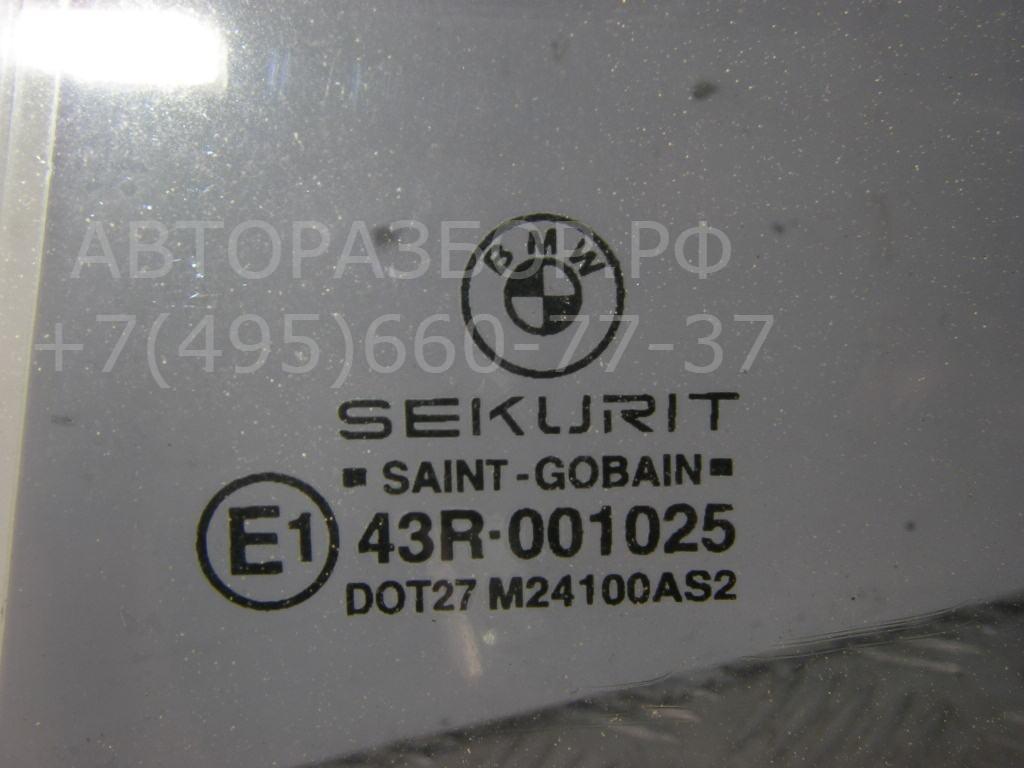 АВТОРАЗБОР.РФ
BMW
+7(495)660-77-37
SEKURIT
SAINT-GOBAIN
E1 43R-001025
DOT27 M24100AS2